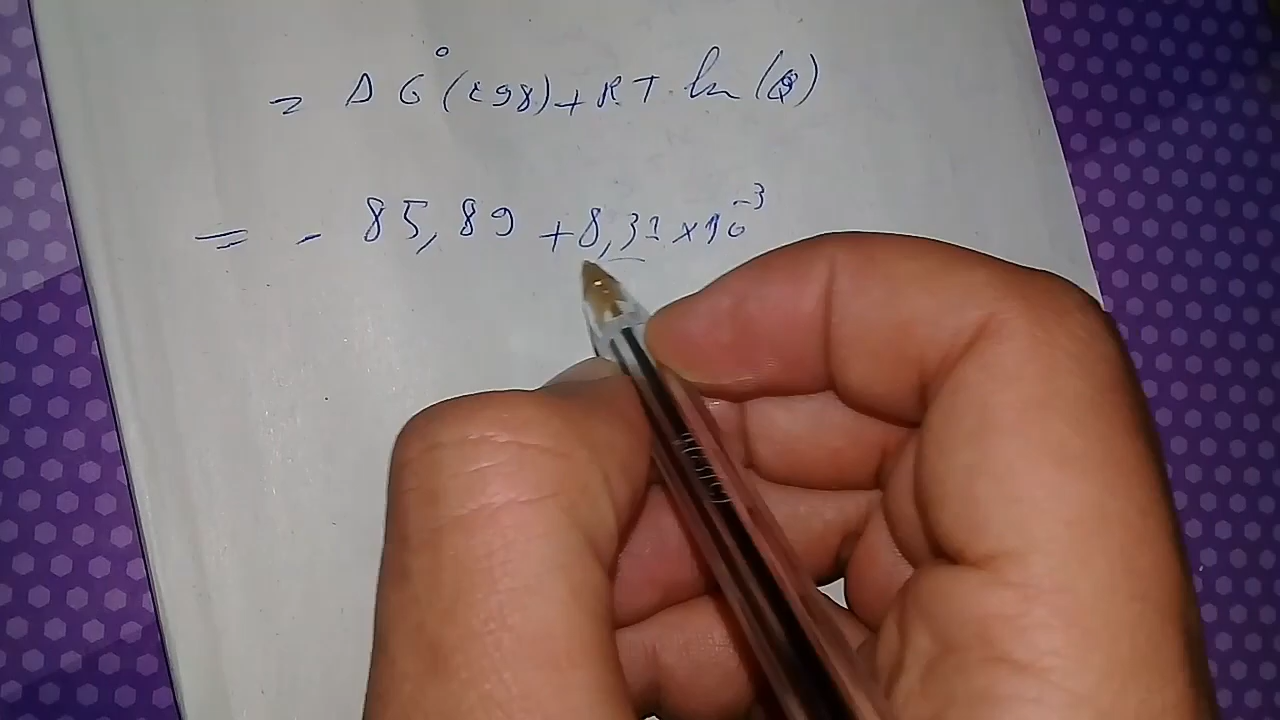 = ΔG°(298) + RT ln(Q)
= - 85,89 + 8,31 × 10⁻³